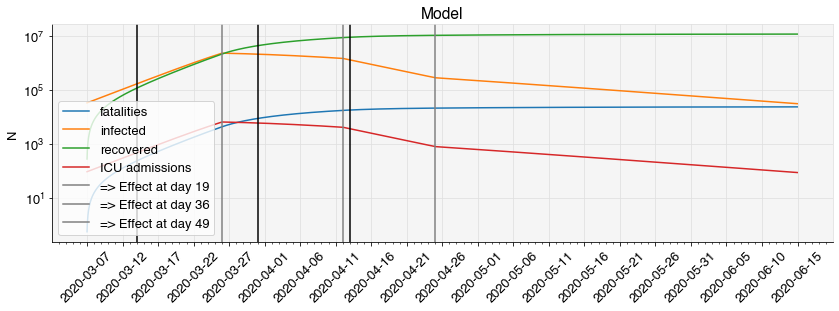 Model
N
10^7
10^5
10^3
10^1
fatalities
infected
recovered
ICU admissions
=> Effect at day 19
=> Effect at day 36
=> Effect at day 49
2020-03-07
2020-03-12
2020-03-17
2020-03-22
2020-03-27
2020-04-01
2020-04-06
2020-04-11
2020-04-16
2020-04-21
2020-04-26
2020-05-01
2020-05-06
2020-05-11
2020-05-16
2020-05-21
2020-05-26
2020-05-31
2020-06-05
2020-06-10
2020-06-15